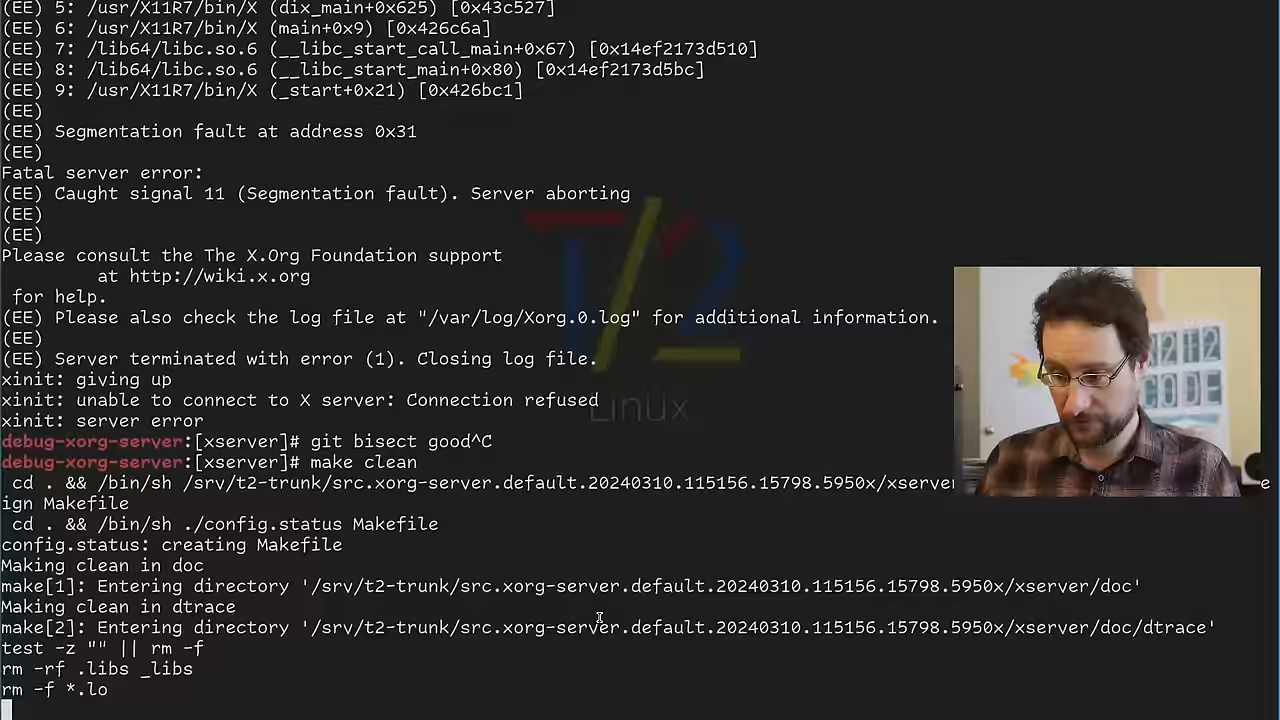 (EE) 5: /usr/X11R7/bin/X (dix_main+0x625) [0x43c527]
(EE) 6: /usr/X11R7/bin/X (main+0x9) [0x426c6a]
(EE) 7: /lib64/libc.so.6 (__libc_start_call_main+0x67) [0x14ef2173d510]
(EE) 8: /lib64/libc.so.6 (__libc_start_main+0x80) [0x14ef2173d5bc]
(EE) 9: /usr/X11R7/bin/X (_start+0x21) [0x426bc1]
(EE)
(EE) Segmentation fault at address 0x31
(EE)
Fatal server error:
(EE) Caught signal 11 (Segmentation fault). Server aborting
(EE)
(EE)
Please consult the The X.Org Foundation support
at http://wiki.x.org
for help.
(EE) Please also check the log file at "/var/log/Xorg.0.log" for additional information.
(EE)
(EE) Server terminated with error (1). Closing log file.
xinit: giving up
xinit: unable to connect to X server: Connection refused
xinit: server error
debug-xorg-server:[xserver]# git bisect good^C
debug-xorg-server:[xserver]# make clean
cd . && /bin/sh /srv/t2-trunk/src.xorg-server.default.20240310.115156.15798.5950x/xserver e
ign Makefile
cd . && /bin/sh ./config.status Makefile
config.status: creating Makefile
Making clean in doc
make[1]: Entering directory '/srv/t2-trunk/src.xorg-server.default.20240310.115156.15798.5950x/xserver/doc'
Making clean in dtrace
make[2]: Entering directory '/srv/t2-trunk/src.xorg-server.default.20240310.115156.15798.5950x/xserver/doc/dtrace'
test -z "" || rm -f
rm -rf .libs _libs
rm -f *.lo
T/2
Linux